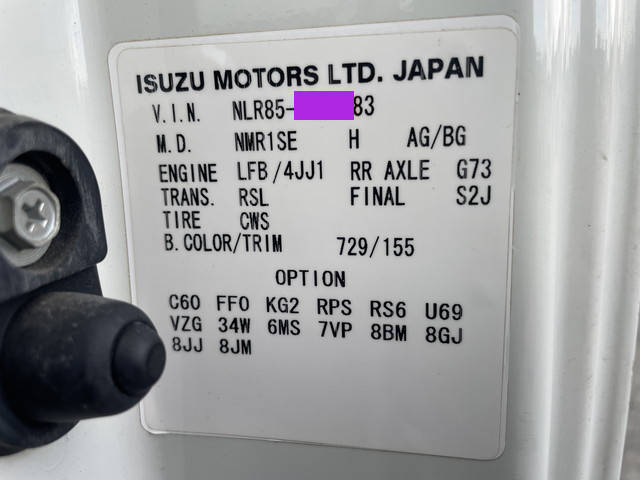 ISUZU MOTORS LTD. JAPAN
V.I.N. NLR85- 83
M.D. NMR1SE H AG/BG
ENGINE LFB/4JJ1 RR AXLE G73
TRANS. RSL FINAL S2J
TIRE CWS
B.COLOR/TRIM 729/155
OPTION
C60 FF0 KG2 RPS RS6 U69
VZG 34W 6MS 7VP 8BM 8GJ
8JJ 8JM